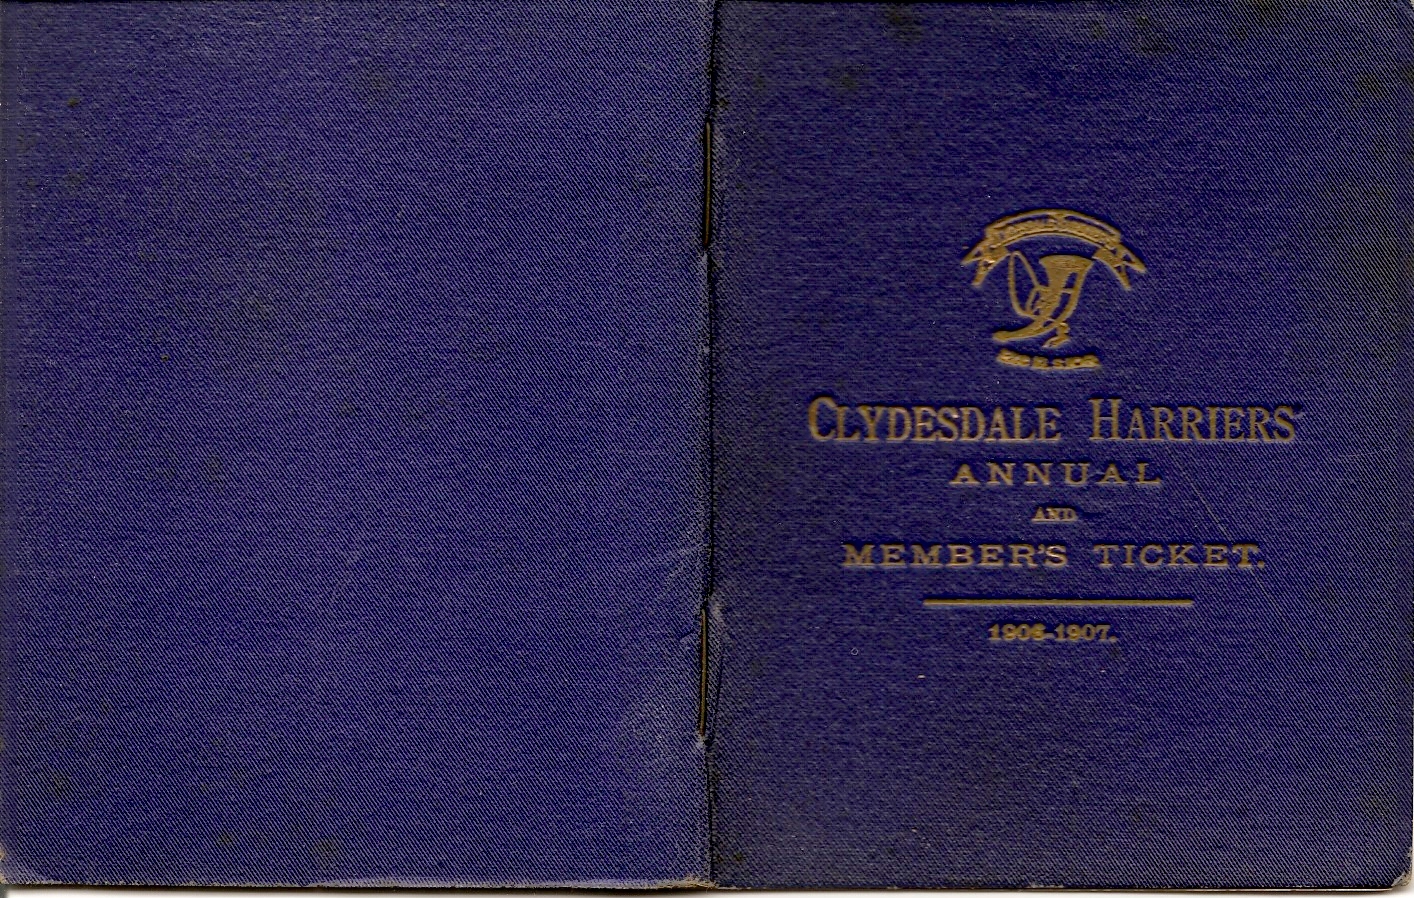 CLYDESDALE HARRIERS'
ANNUAL
AND
MEMBER'S TICKET.
1906-1907.